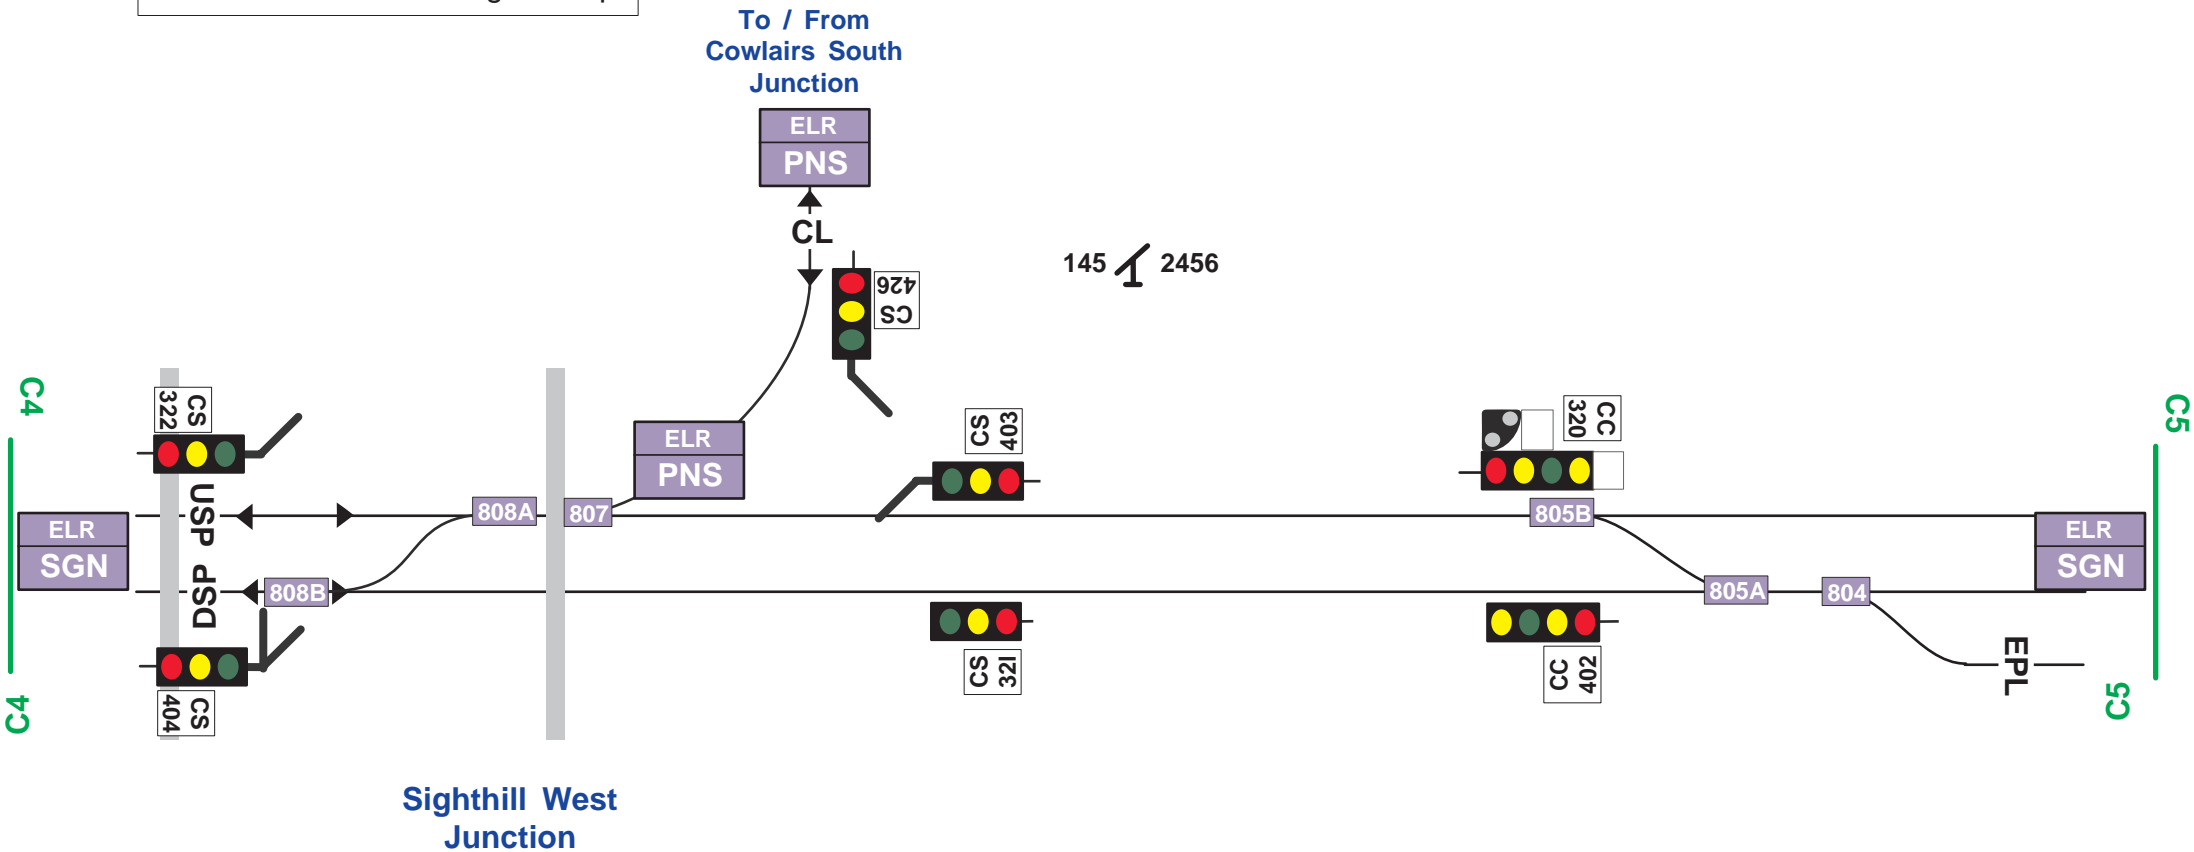 To / From
Cowlairs South
Junction
ELR
PNS
CL
145 2456
CS
426
C4
CS
322
CS
403
CC
320
C5
ELR
PNS
USP
808A
807
805B
ELR
SGN
ELR
SGN
DSP
808B
805A
804
CS
404
CS
32I
CC
402
EPL
C4
C5
Sighthill West
Junction